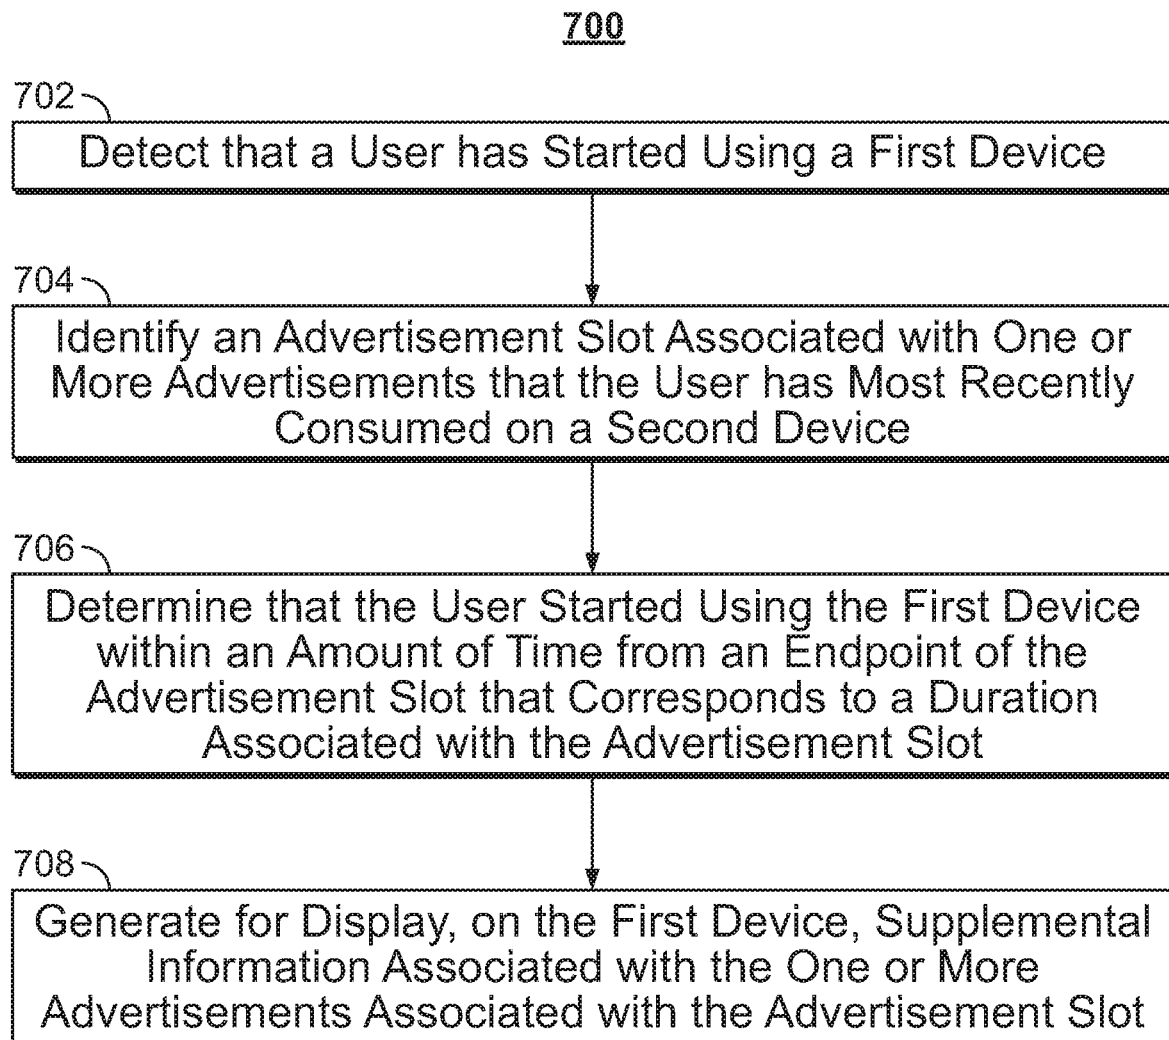 700
702
Detect that a User has Started Using a First Device
704
Identify an Advertisement Slot Associated with One or
More Advertisements that the User has Most Recently
Consumed on a Second Device
706
Determine that the User Started Using the First Device
within an Amount of Time from an Endpoint of the
Advertisement Slot that Corresponds to a Duration
Associated with the Advertisement Slot
708
Generate for Display, on the First Device, Supplemental
Information Associated with the One or More
Advertisements Associated with the Advertisement Slot